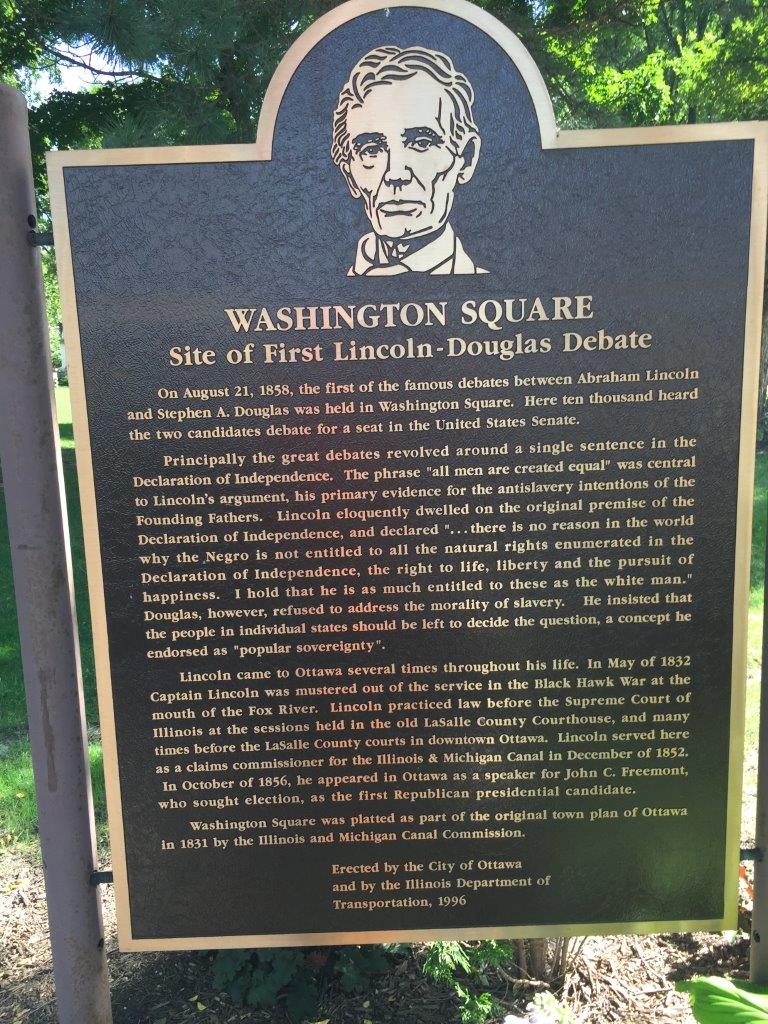 WASHINGTON SQUARE
Site of First Lincoln-Douglas Debate
On August 21, 1858, the first of the famous debates between Abraham Lincoln
and Stephen A. Douglas was held in Washington Square. Here ten thousand heard
the two candidates debate for a seat in the United States Senate.
Principally the great debates revolved around a single sentence in the
Declaration of Independence. The phrase "all men are created equal" was central
to Lincoln's argument, his primary evidence for the antislavery intentions of the
Founding Fathers. Lincoln eloquently dwelled on the original premise of the
Declaration of Independence, and declared "...there is no reason in the world
why the Negro is not entitled to all the natural rights enumerated in the
Declaration of Independence, the right to life, liberty and the pursuit of
happiness. I hold that he is as much entitled to these as the white man."
Douglas, however, refused to address the morality of slavery. He insisted that
the people in individual states should be left to decide the question, a concept he
endorsed as "popular sovereignty".
Lincoln came to Ottawa several times throughout his life. In May of 1832
Captain Lincoln was mustered out of the service in the Black Hawk War at the
mouth of the Fox River. Lincoln practiced law before the Supreme Court of
Illinois at the sessions held in the old LaSalle County Courthouse, and many
times before the LaSalle County courts in downtown Ottawa. Lincoln served here
as a claims commissioner for the Illinois & Michigan Canal in December of 1852.
In October of 1856, he appeared in Ottawa as a speaker for John C. Freemont,
who sought election, as the first Republican presidential candidate.
Washington Square was platted as part of the original town plan of Ottawa
in 1831 by the Illinois and Michigan Canal Commission.
Erected by the City of Ottawa
and by the Illinois Department of
Transportation, 1996